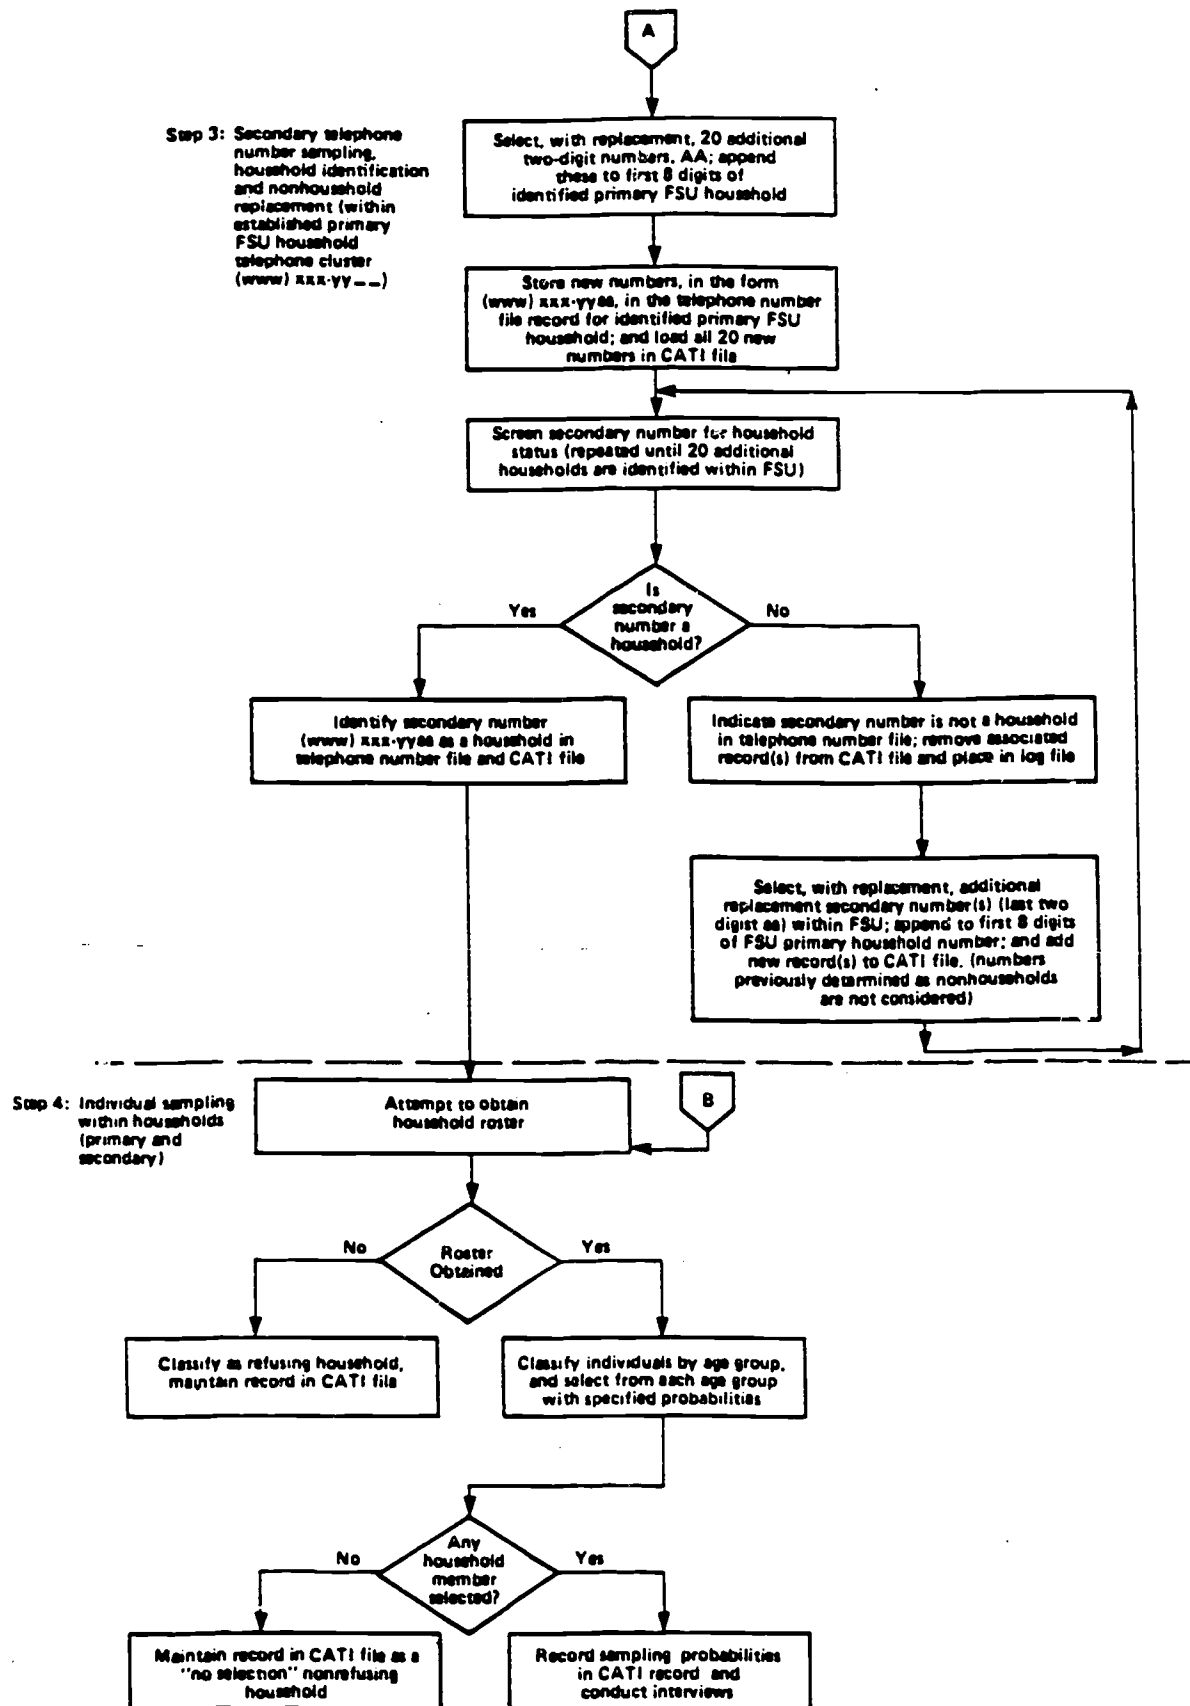 A
Step 3: Secondary telephone
number sampling,
household identification
and nonhousehold
replacement (within
established primary
FSU household
telephone cluster
(www) xxx-yy__)
Select, with replacement, 20 additional
two-digit numbers, AA; append
these to first 8 digits of
identified primary FSU household
Store new numbers, in the form
(www) xxx-yyaa, in the telephone number
file record for identified primary FSU
household; and load all 20 new
numbers in CATI file
Screen secondary number for household
status (repeated until 20 additional
households are identified within FSU)
Is
secondary
number a
household?
Yes
No
Identify secondary number
(www) xxx-yyaa as a household in
telephone number file and CATI file
Indicate secondary number is not a household
in telephone number file; remove associated
record(s) from CATI file and place in log file
Select, with replacement, additional
replacement secondary number(s) (last two
digist aa) within FSU; append to first 8 digits
of FSU primary household number; and add
new record(s) to CATI file. (numbers
previously determined as nonhouseholds
are not considered)
Step 4: Individual sampling
within households
(primary and
secondary)
Attempt to obtain
household roster
B
Roster
Obtained
No
Yes
Classify as refusing household,
maintain record in CATI file
Classify individuals by age group,
and select from each age group
with specified probabilities
Any
household
member
selected?
No
Yes
Maintain record in CATI file as a
"no selection" nonrefusing
household
Record sampling probabilities
in CATI record and
conduct interviews